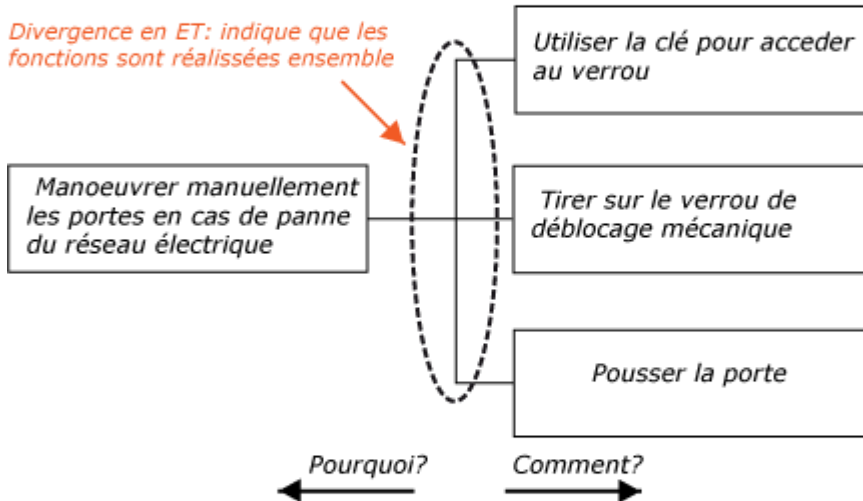 Divergence en ET: indique que les
fonctions sont réalissées ensemble
Utiliser la clé pour acceder
au verrou
Manoeuvrer manuellement
les portes en cas de panne
du réseau électrique
Tirer sur le verrou de
déblocage mécanique
Pousser la porte
Pourquoi?
Comment?